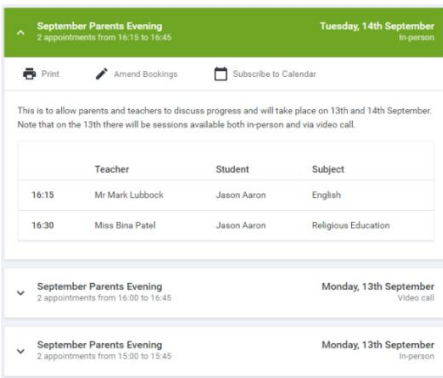 September Parents Evening Tuesday, 14th September
2 appointments from 16:15 to 16:45 In-person
Print Amend Bookings Subscribe to Calendar
This is to allow parents and teachers to discuss progress and will take place on 13th and 14th September.
Note that on the 13th there will be sessions available both in-person and via video call.
Teacher Student Subject
16:15 Mr Mark Lubbock Jason Aaron English
16:30 Miss Bina Patel Jason Aaron Religious Education
September Parents Evening Monday, 13th September
2 appointments from 16:00 to 16:45 Video call
September Parents Evening Monday, 13th September
2 appointments from 15:00 to 15:45 In-person